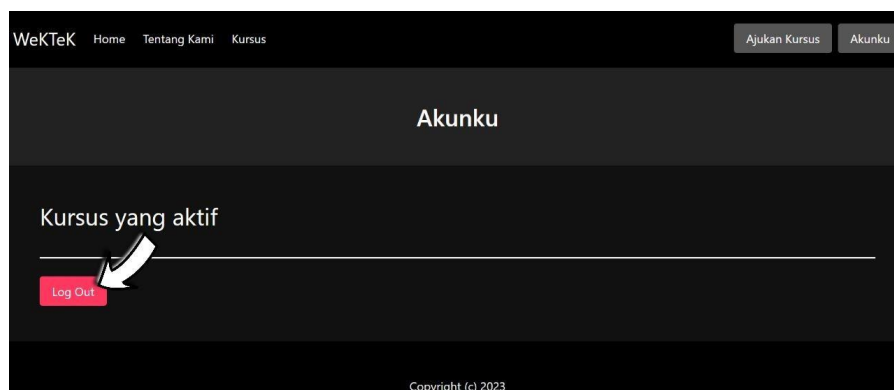 WeKTeK Home Tentang Kami Kursus Ajukan Kursus Akunku
Akunku
Kursus yang aktif
Log Out
Copyright (c) 2023